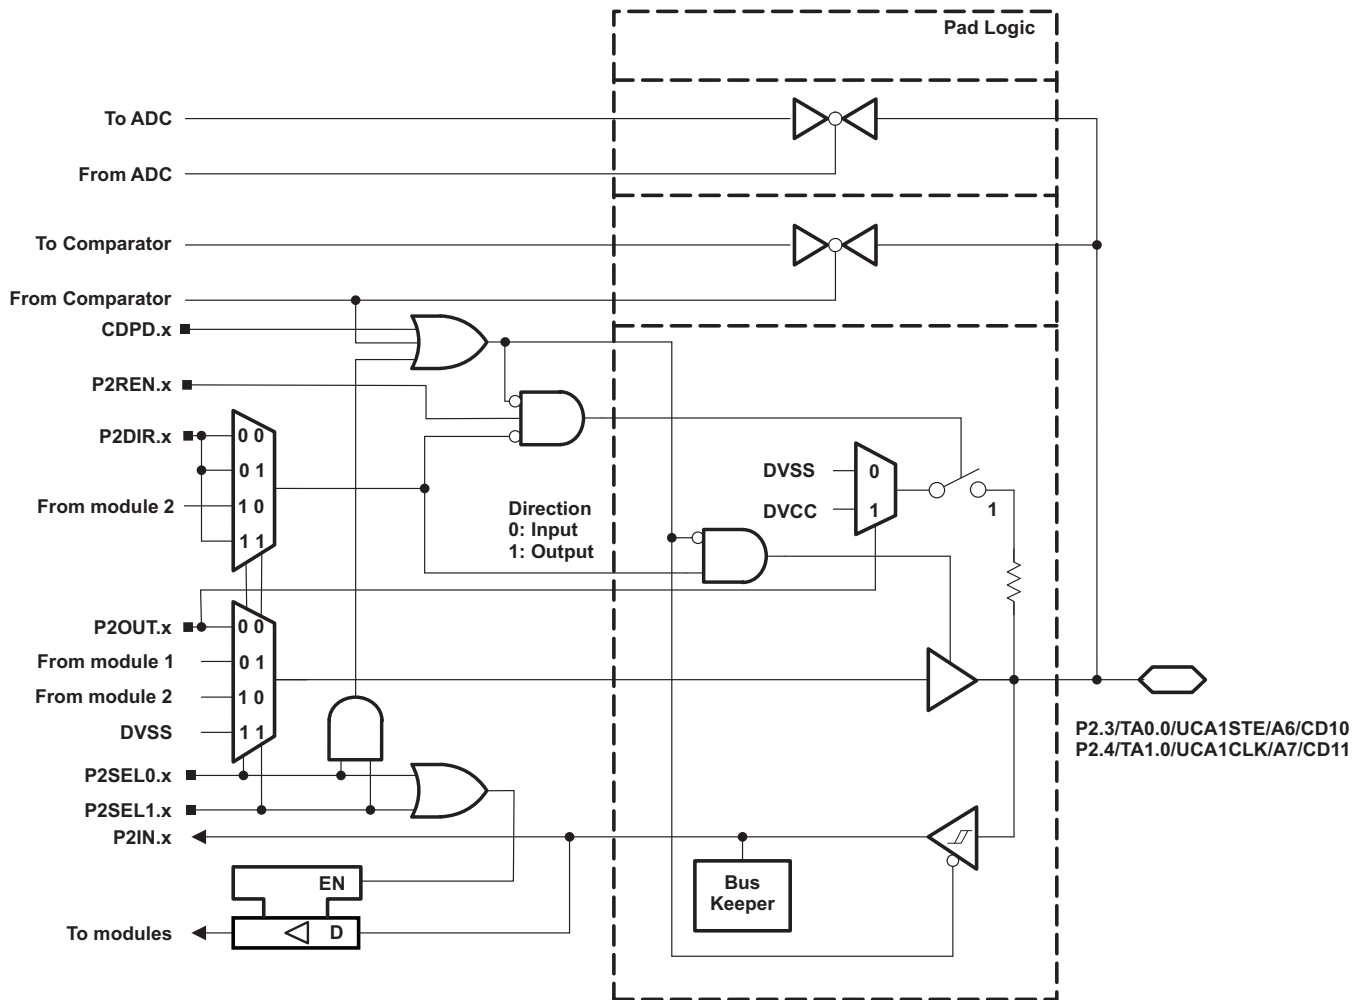 Pad Logic
To ADC
From ADC
To Comparator
From Comparator
CDPD.x
P2REN.x
P2DIR.x
0 0
0 1
From module 2
1 0
1 1
Direction
0: Input
1: Output
DVSS
0
DVCC
1
1
P2OUT.x
0 0
From module 1
0 1
From module 2
1 0
DVSS
1 1
P2.3/TA0.0/UCA1STE/A6/CD10
P2.4/TA1.0/UCA1CLK/A7/CD11
P2SEL0.x
P2SEL1.x
P2IN.x
EN
Bus
Keeper
To modules
D